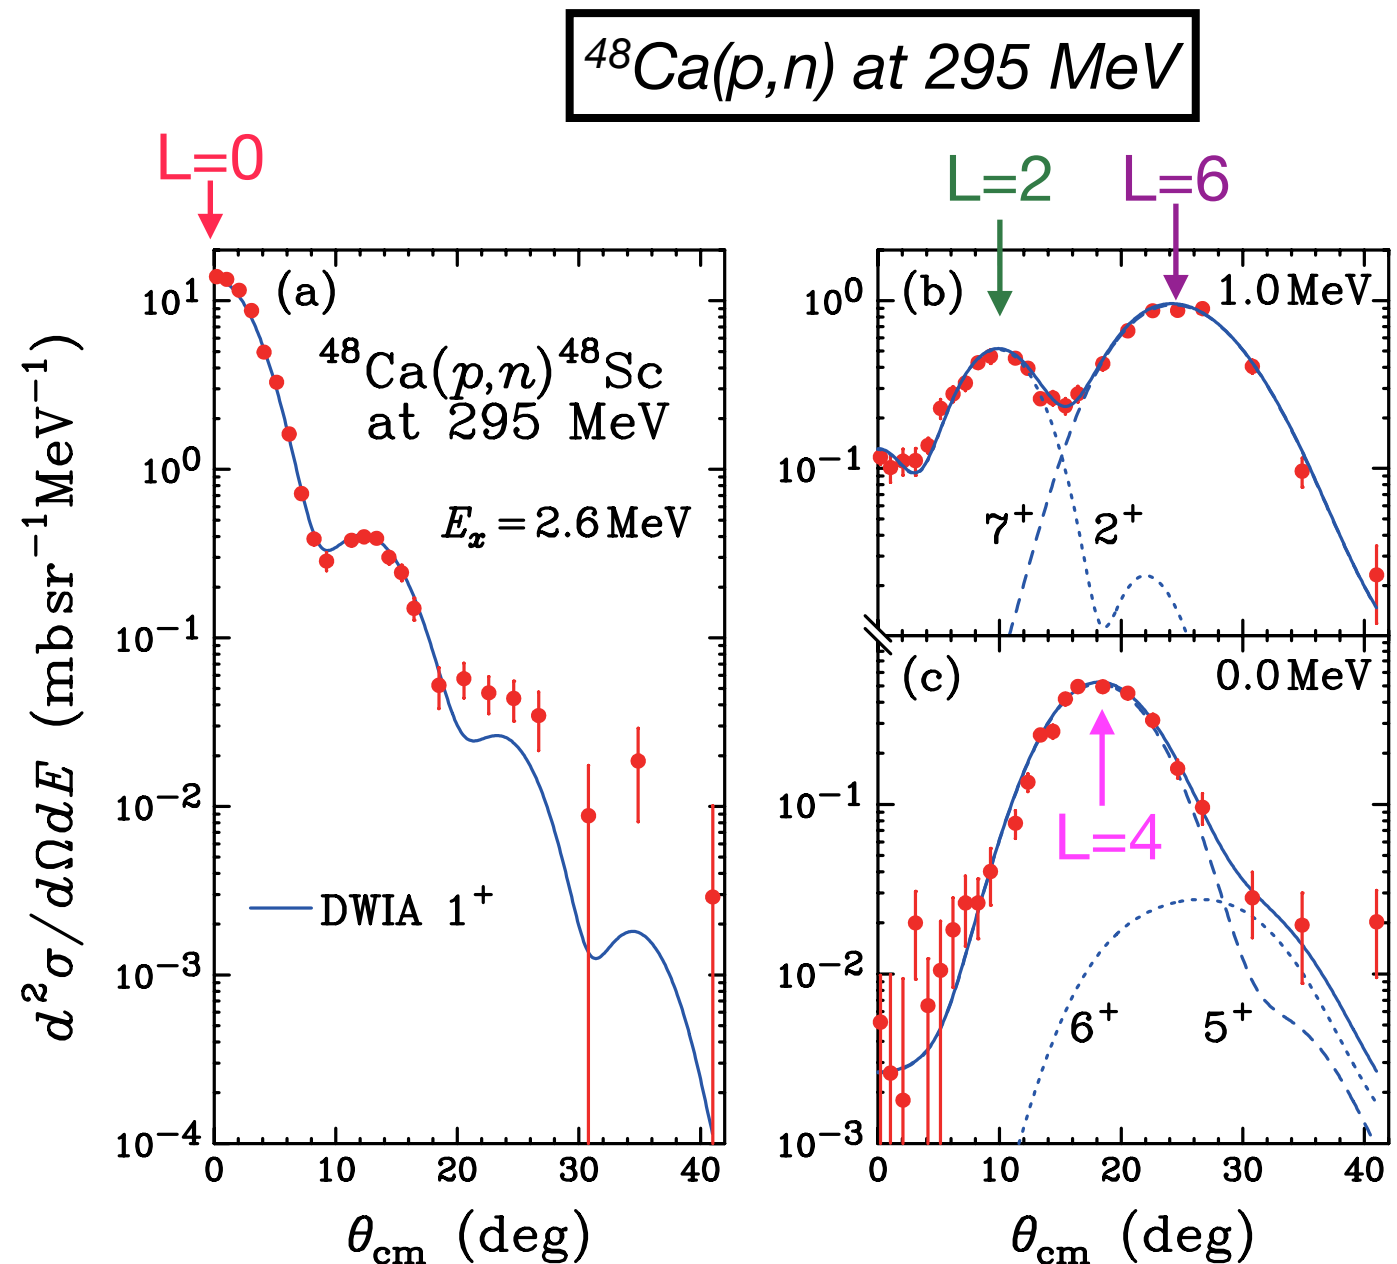 ⁴⁸Ca(p,n) at 295 MeV
L=0
L=2
L=6
(a)
⁴⁸Ca(p,n)⁴⁸Sc
at 295 MeV
Eₓ = 2.6 MeV
DWIA 1⁺
d²σ/dΩdE (mb sr⁻¹MeV⁻¹)
10¹
10⁰
10⁻¹
10⁻²
10⁻³
10⁻⁴
0 10 20 30 40
θcm (deg)
(b)
1.0 MeV
10⁰
10⁻¹
7⁺
2⁺
(c)
0.0 MeV
L=4
10⁻¹
10⁻²
10⁻³
6⁺
5⁺
0 10 20 30 40
θcm (deg)